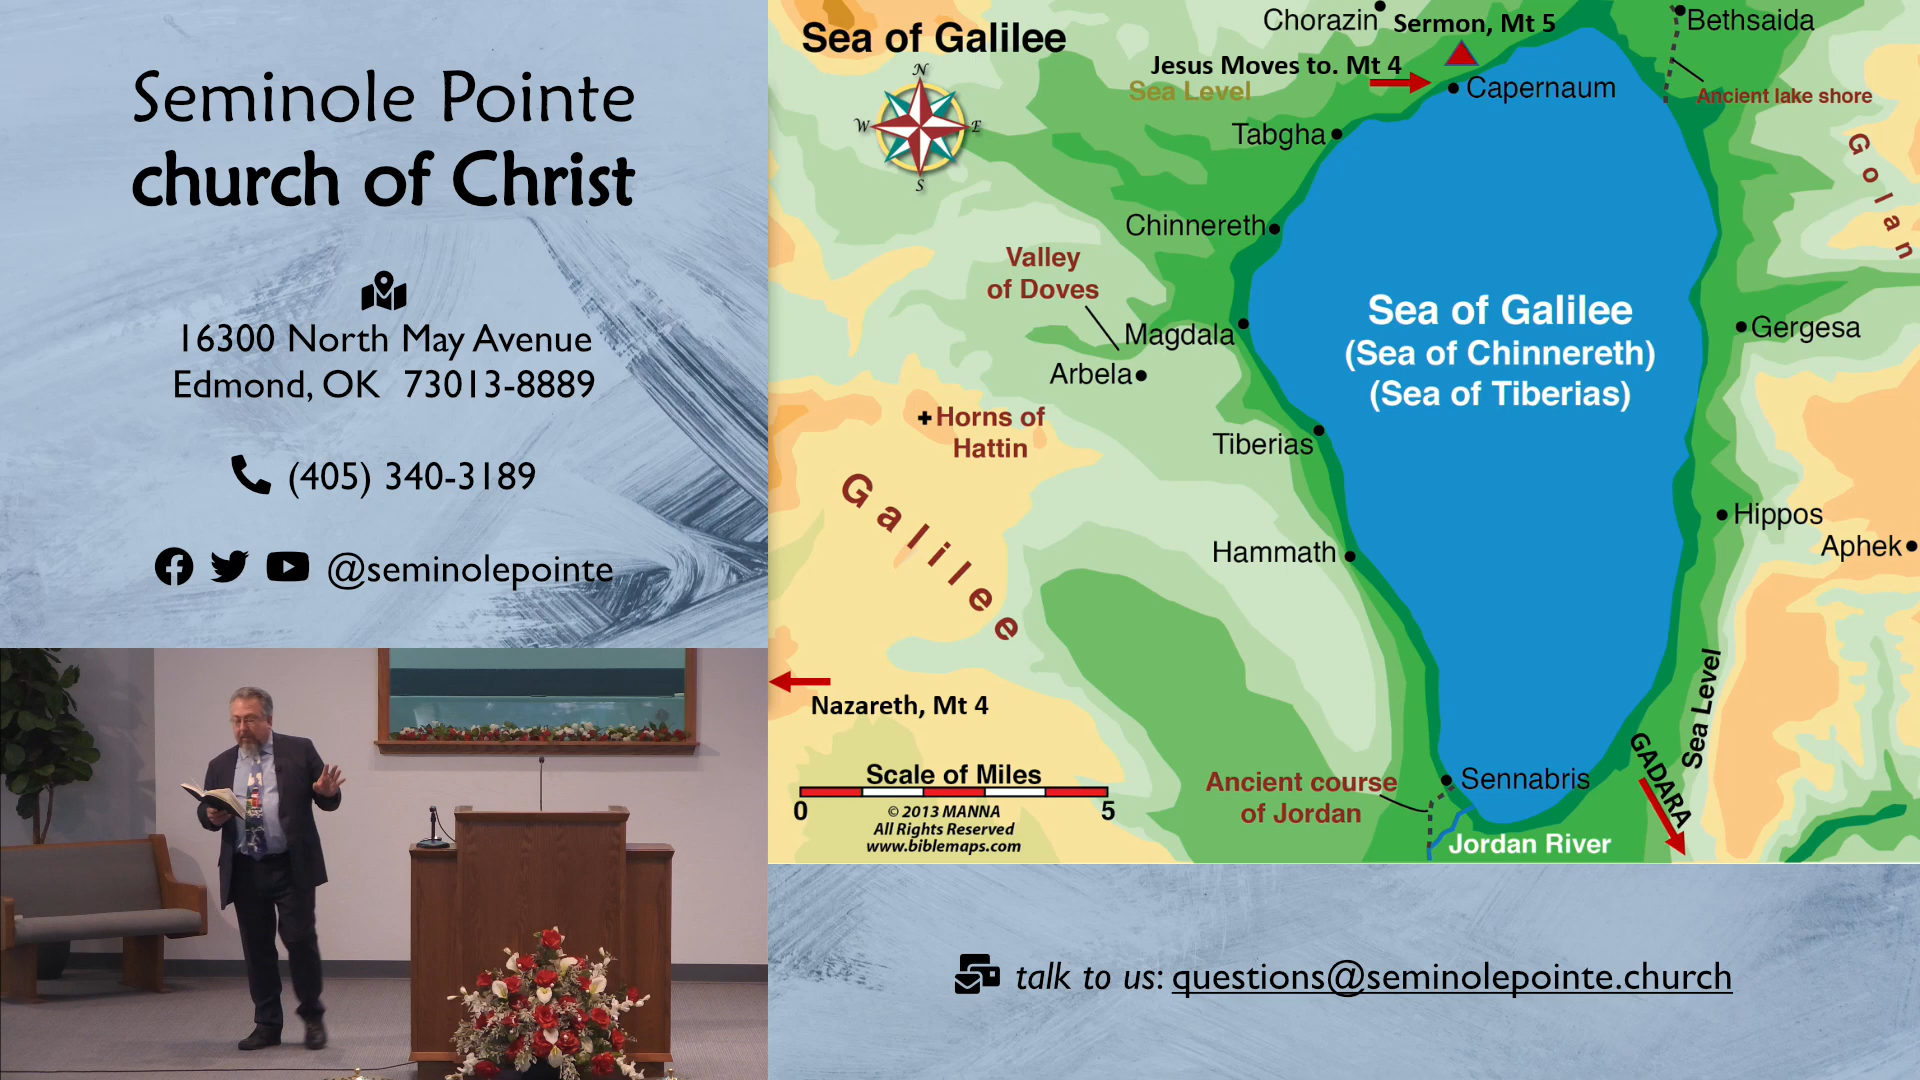 Seminole Pointe
church of Christ
16300 North May Avenue
Edmond, OK 73013-8889
(405) 340-3189
@seminolepointe
Sea of Galilee
N
W
E
S
Chorazin
Sermon, Mt 5
Bethsaida
Jesus Moves to. Mt 4
Sea Level
Capernaum
Ancient lake shore
Tabgha
Golan
Chinnereth
Valley
of Doves
Magdala
Arbela
Sea of Galilee
(Sea of Chinnereth)
(Sea of Tiberias)
Gergesa
Horns of
Hattin
Tiberias
Galilee
Hippos
Aphek
Hammath
Nazareth, Mt 4
Sea Level
GADARA
Scale of Miles
0
5
© 2013 MANNA
All Rights Reserved
www.biblemaps.com
Ancient course
of Jordan
Sennabris
Jordan River
talk to us: questions@seminolepointe.church